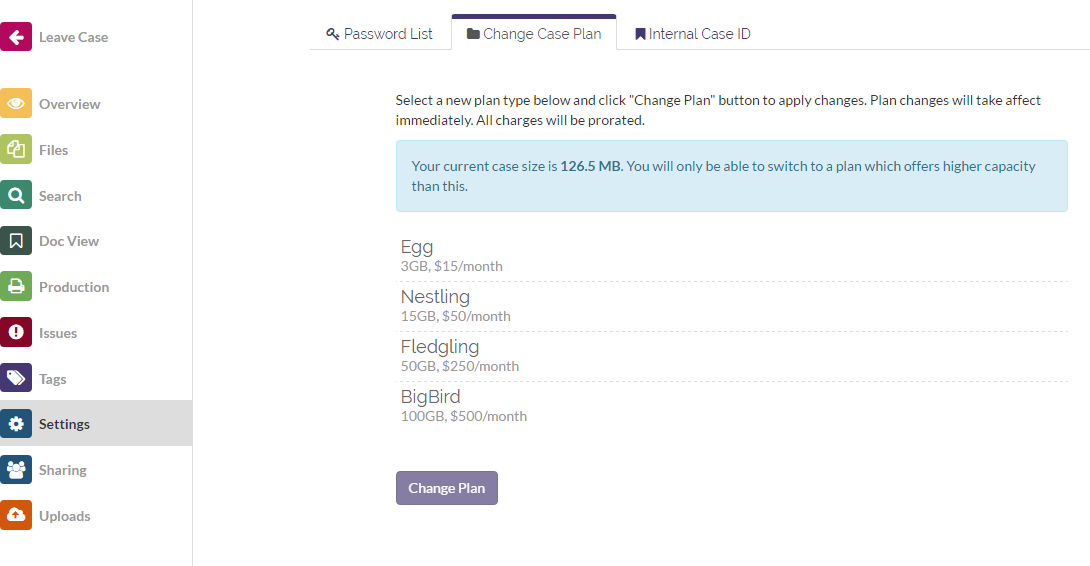 Leave Case
Overview
Files
Search
Doc View
Production
Issues
Tags
Settings
Sharing
Uploads
Password List
Change Case Plan
Internal Case ID
Select a new plan type below and click "Change Plan" button to apply changes. Plan changes will take affect
immediately. All charges will be prorated.
Your current case size is 126.5 MB. You will only be able to switch to a plan which offers higher capacity
than this.
Egg
3GB, $15/month
Nestling
15GB, $50/month
Fledgling
50GB, $250/month
BigBird
100GB, $500/month
Change Plan